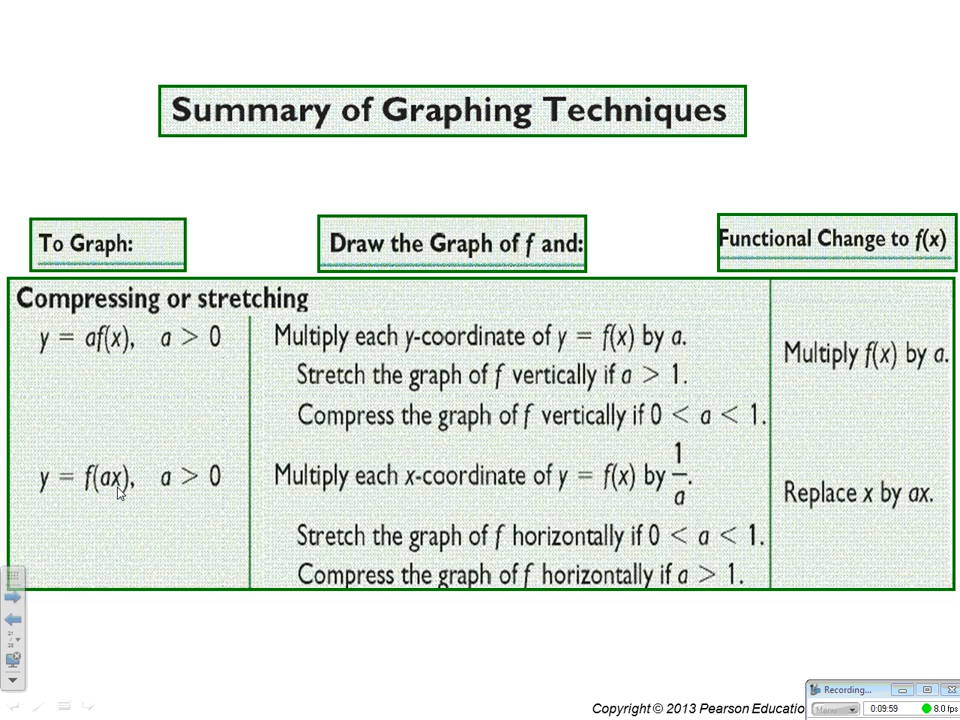 Summary of Graphing Techniques
To Graph:
Draw the Graph of f and:
Functional Change to f(x)
Compressing or stretching
y = af(x), a > 0
Multiply each y-coordinate of y = f(x) by a.
Stretch the graph of f vertically if a > 1.
Compress the graph of f vertically if 0 < a < 1.
Multiply f(x) by a.
y = f(ax), a > 0
Multiply each x-coordinate of y = f(x) by 1/a.
Stretch the graph of f horizontally if 0 < a < 1.
Compress the graph of f horizontally if a > 1.
Replace x by ax.
21
/
28
Copyright © 2013 Pearson Educatio
Recording...
Menu
0:09:59
8.0 fps